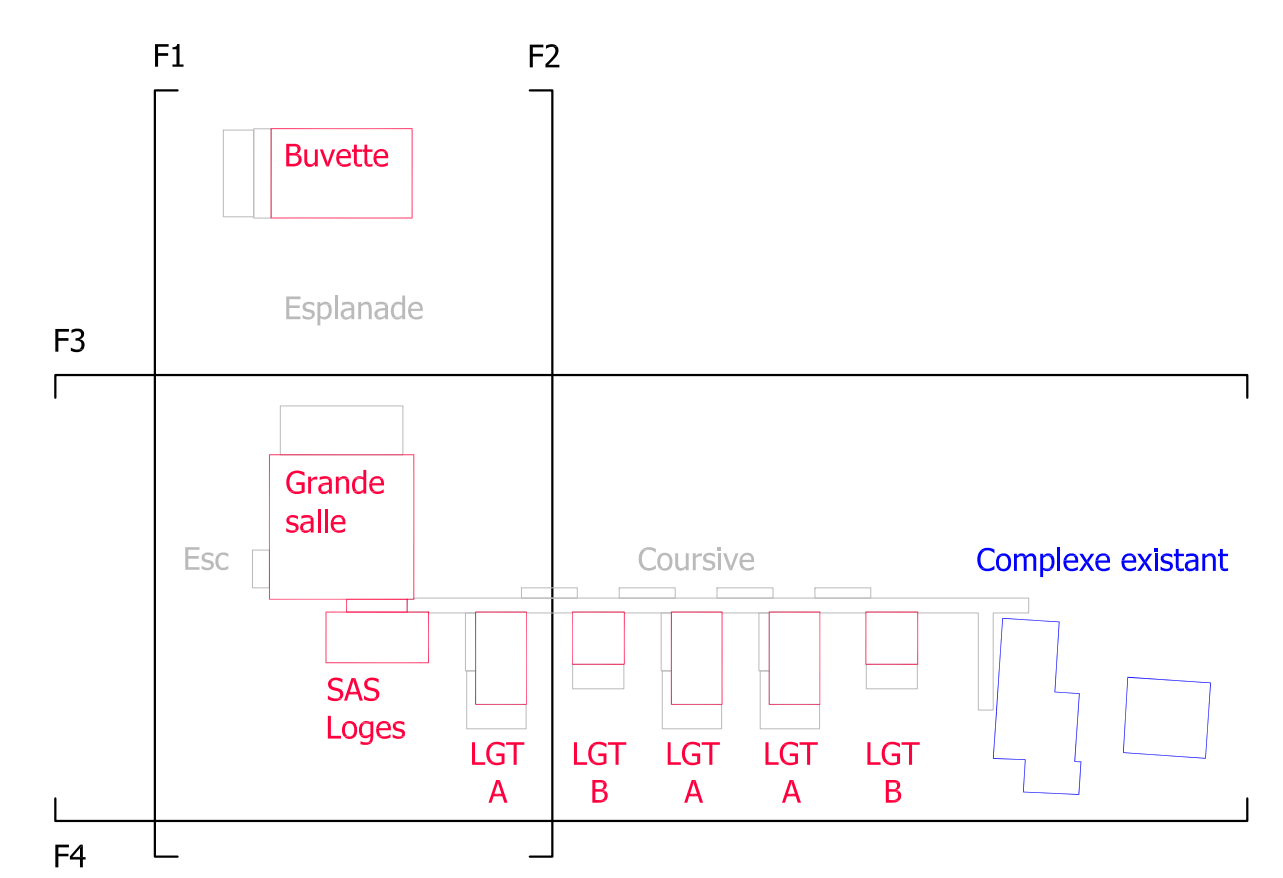 F1
F2
Buvette
Esplanade
F3
Grande
salle
Esc
Coursive
Complexe existant
SAS
Loges
LGT
A
LGT
B
LGT
A
LGT
A
LGT
B
F4